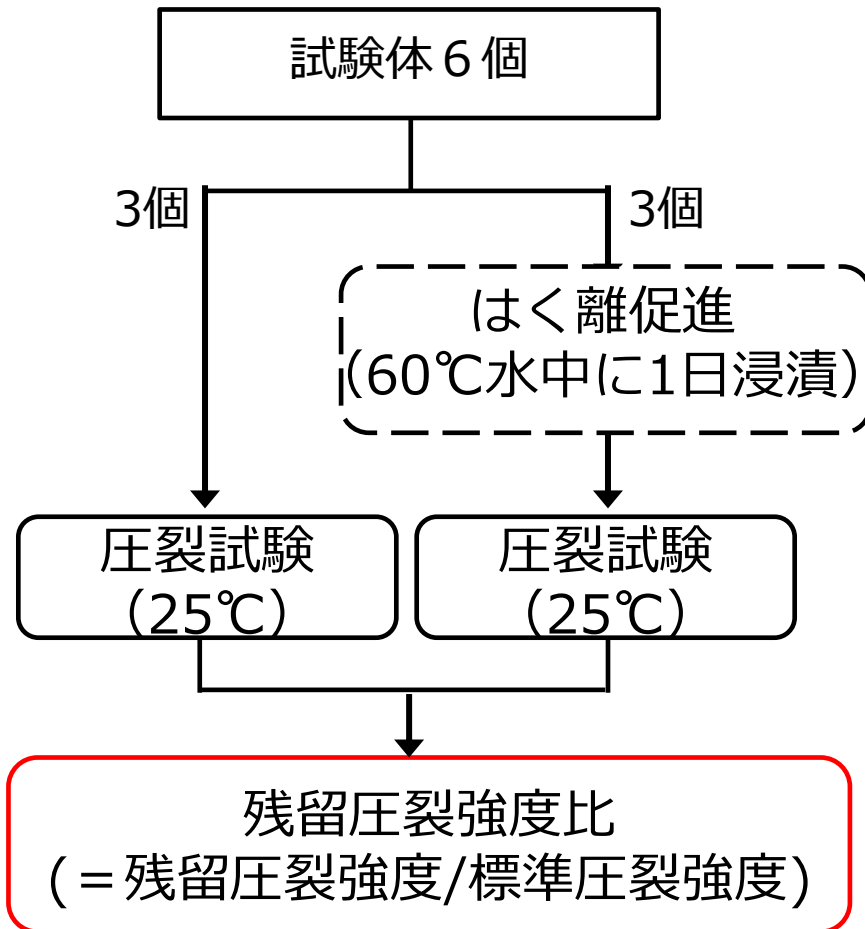 試験体６個
3個
3個
はく離促進
（60℃水中に1日浸漬）
圧裂試験
（25℃）
圧裂試験
（25℃）
残留圧裂強度比
(＝残留圧裂強度/標準圧裂強度)